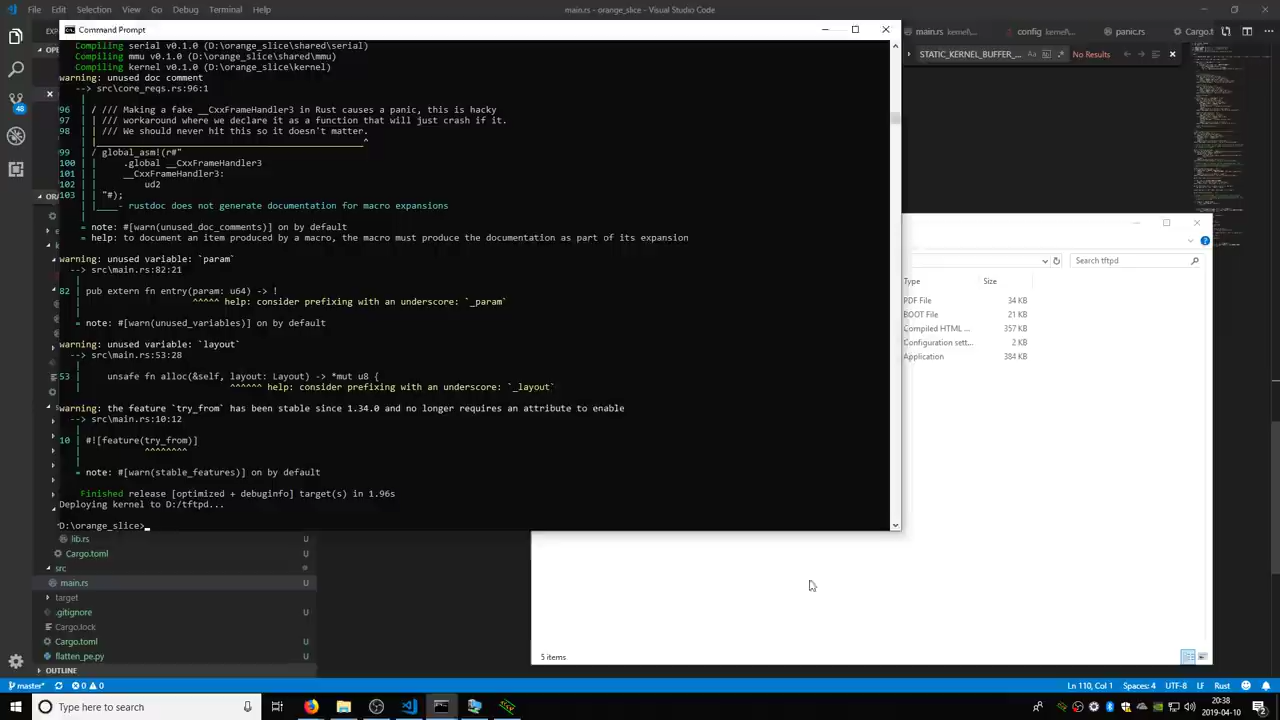 File Edit Selection View Go Debug Terminal Help
main.rs - orange_slice - Visual Studio Code
Command Prompt
main.rs config panic.rs Cargo.t
STATIC_KERNEL_BUFFER_... No Results
Compiling serial v0.1.0 (D:\orange_slice\shared\serial)
Compiling mmu v0.1.0 (D:\orange_slice\shared\mmu)
Compiling kernel v0.1.0 (D:\orange_slice\kernel)
warning: unused doc comment
--> src\core_reqs.rs:96:1
|
96 | / /// Making a fake __CxxFrameHandler3 in Rust causes a panic, this is hacky
97 | | /// workaround where we declare it as a function that will just crash if it.
98 | | /// We should never hit this so it doesn't matter.
| |______________________________________________________^
99 | / global_asm!(r#"
100 | | .global __CxxFrameHandler3
101 | | __CxxFrameHandler3:
102 | | ud2
103 | | "#);
| |____- rustdoc does not generate documentation for macro expansions
|
= note: #[warn(unused_doc_comments)] on by default
= help: to document an item produced by a macro, the macro must produce the documentation as part of its expansion
warning: unused variable: `param`
--> src\main.rs:82:21
|
82 | pub extern fn entry(param: u64) -> !
| ^^^^^ help: consider prefixing with an underscore: `_param`
|
= note: #[warn(unused_variables)] on by default
warning: unused variable: `layout`
--> src\main.rs:53:28
|
53 | unsafe fn alloc(&self, layout: Layout) -> *mut u8 {
| ^^^^^^ help: consider prefixing with an underscore: `_layout`
warning: the feature `try_from` has been stable since 1.34.0 and no longer requires an attribute to enable
--> src\main.rs:10:12
|
10 | #![feature(try_from)]
| ^^^^^^^^
|
= note: #[warn(stable_features)] on by default
Finished release [optimized + debuginfo] target(s) in 1.96s
Deploying kernel to D:/tftpd...
D:\orange_slice>
Search tftpd
Type Size
PDF File 34 KB
BOOT File 21 KB
Compiled HTML ... 357 KB
Configuration sett... 2 KB
Application 384 KB
5 items
48
lib.rs U
Cargo.toml U
src
main.rs U
target
.gitignore U
Cargo.lock
Cargo.toml U
flatten_pe.py U
OUTLINE
master* 0 0
Ln 110, Col 1 Spaces: 4 UTF-8 LF Rust
Type here to search
20:38
2019-04-10